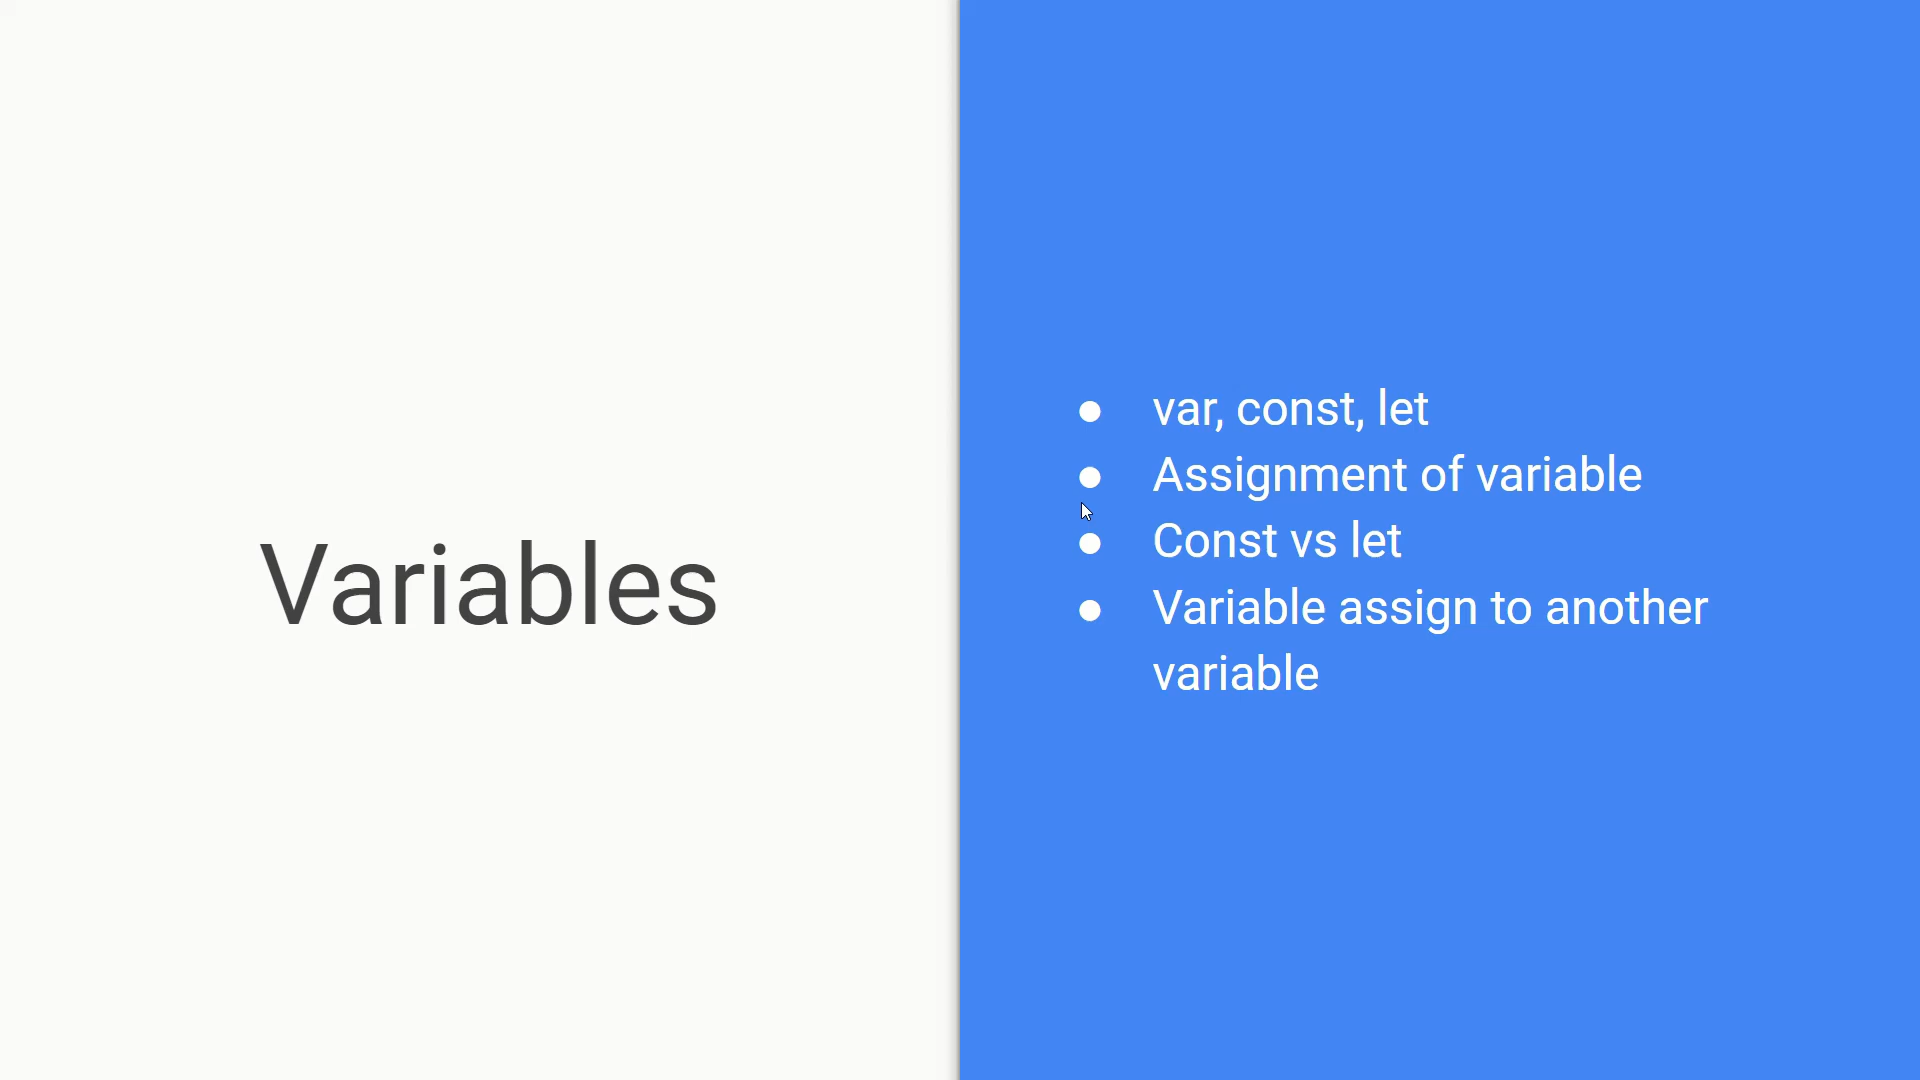 Variables
● var, const, let
● Assignment of variable
● Const vs let
● Variable assign to another
variable